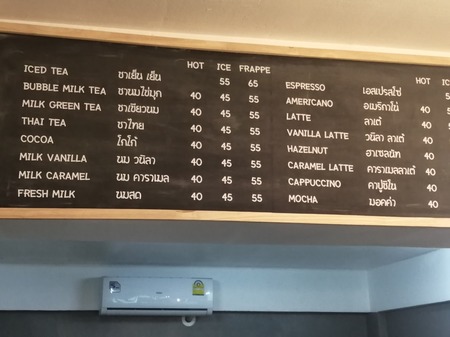 HOT ICE FRAPPE
ICED TEA ชาเย็น เย็น 55 65
BUBBLE MILK TEA ชานมไข่มุก 40 45 55
MILK GREEN TEA ชาเขียวนม 40 45 55
THAI TEA ชาไทย 40 45 55
COCOA โกโก้ 40 45 55
MILK VANILLA นม วนิลา 40 45 55
MILK CARAMEL นม คาราเมล 40 45 55
FRESH MILK นมสด 40 45 55
HOT
ESPRESSO เอสเปรสโซ่ 40
AMERICANO อเมริกาโน่ 40
LATTE ลาเต้ 40
VANILLA LATTE วนิลา ลาเต้ 40
HAZELNUT ฮาเซลนัท 40
CARAMEL LATTE คาราเมลลาเต้ 40
CAPPUCCINO คาปูชิโน 40
MOCHA มอคค่า 40